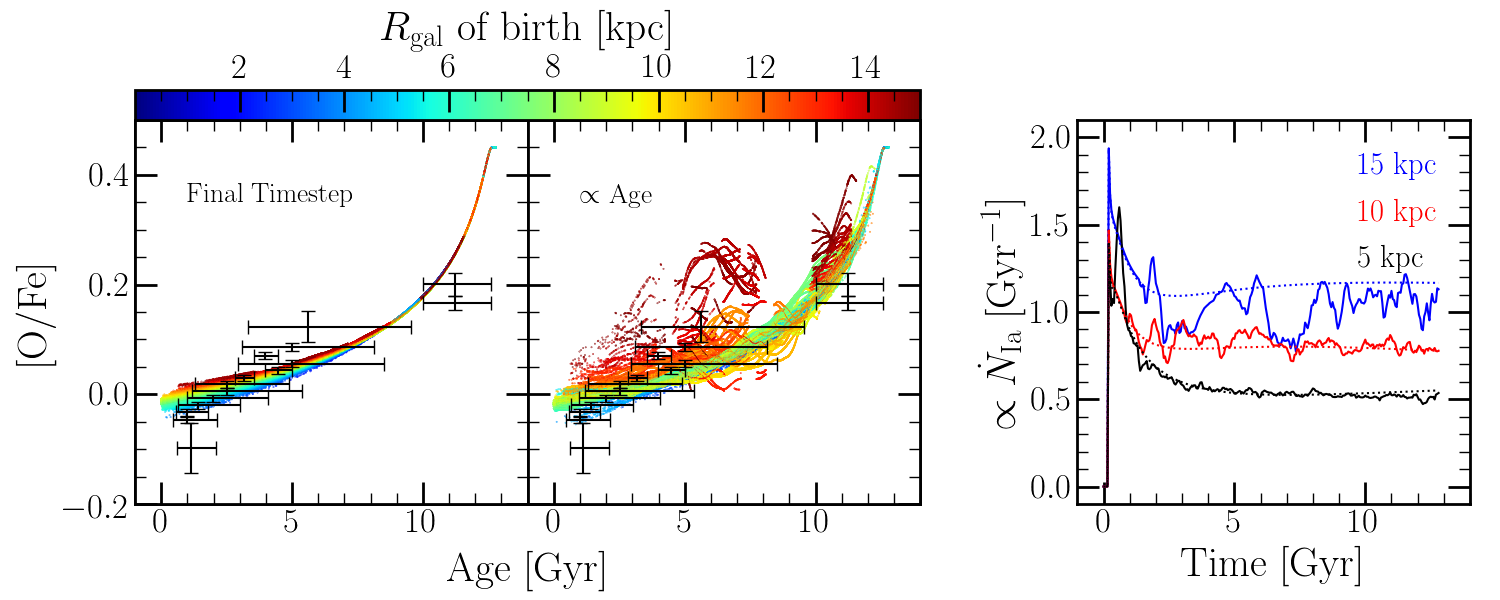 R_gal of birth [kpc]
2 4 6 8 10 12 14
[O/Fe]
0.4
0.2
0.0
−0.2
Final Timestep
∝ Age
0 5 10 0 5 10
Age [Gyr]
∝ Ṅ_Ia [Gyr⁻¹]
2.0
1.5
1.0
0.5
0.0
15 kpc
10 kpc
5 kpc
0 5 10
Time [Gyr]